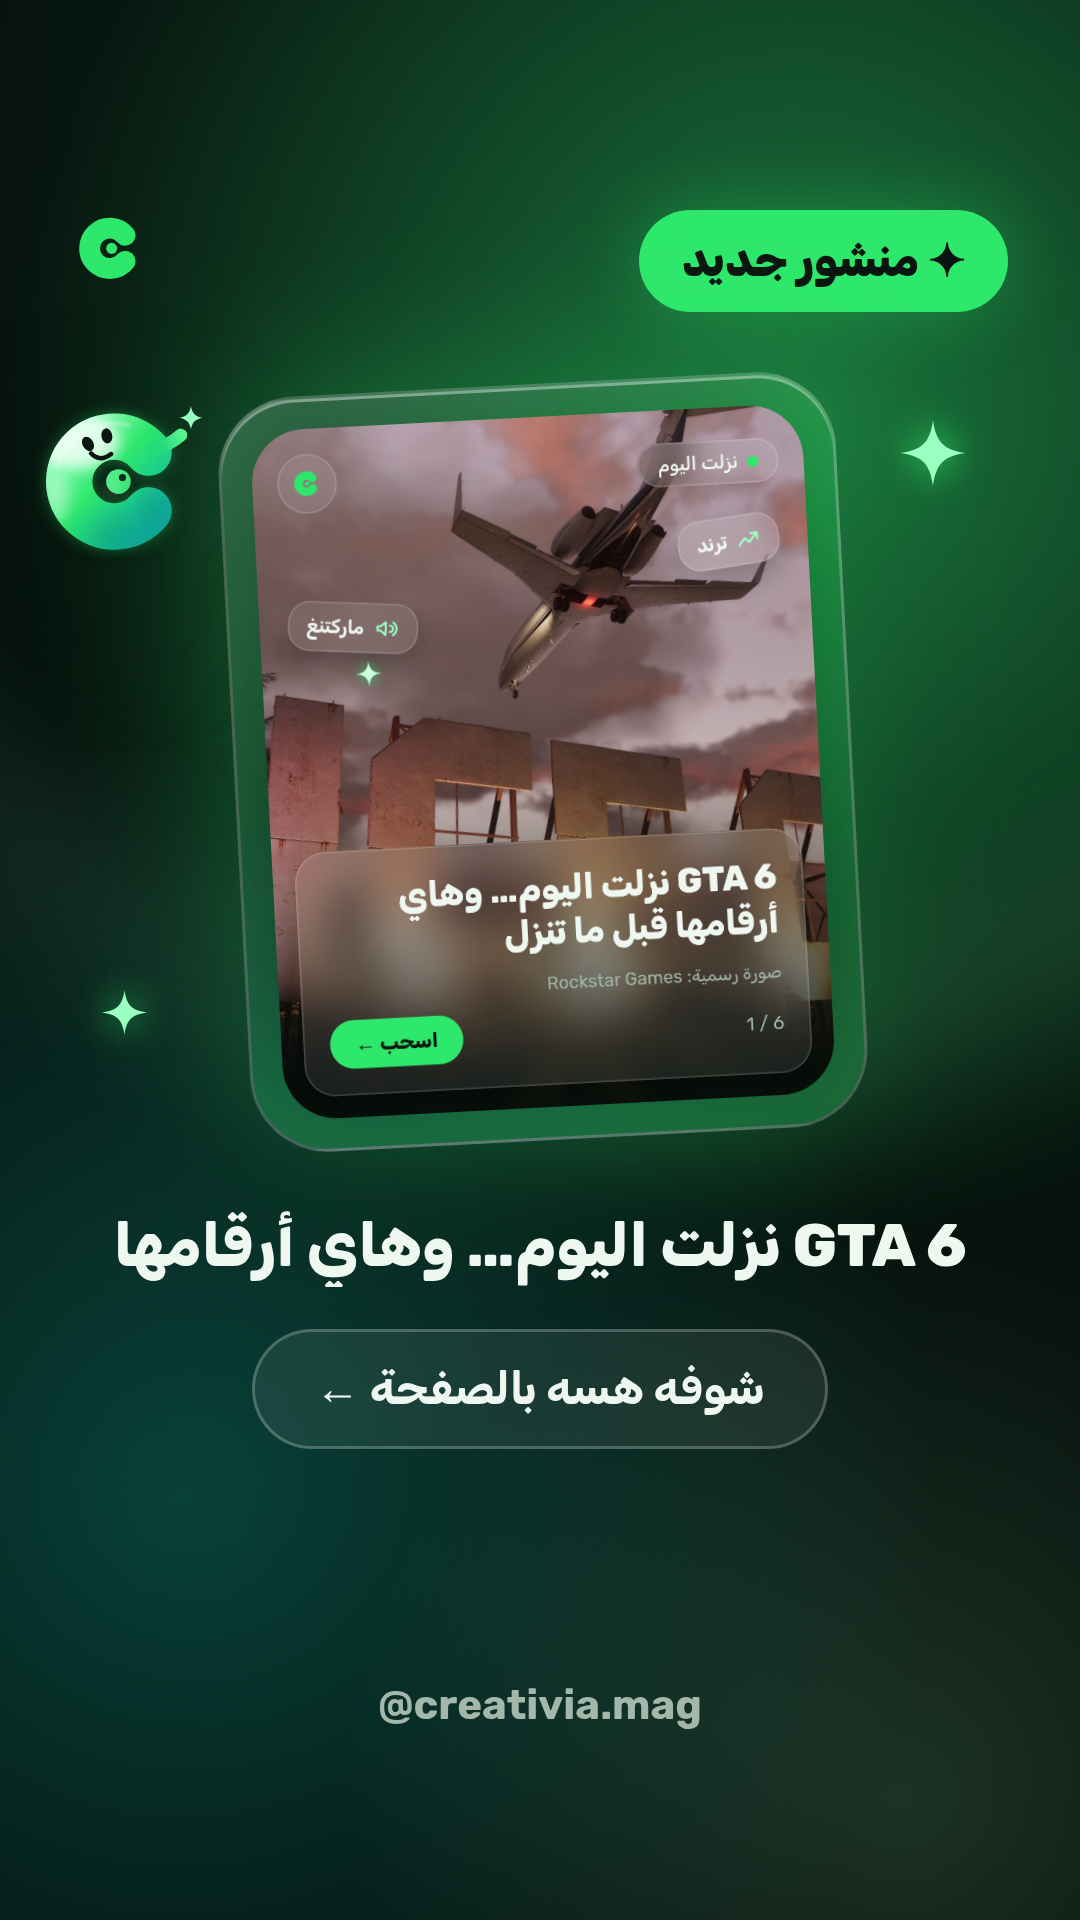 ✦ منشور جديد
نزلت اليوم
ترند
ماركتنغ
GTA 6 نزلت اليوم... وهاي
أرقامها قبل ما تنزل
صورة رسمية: Rockstar Games
1 / 6
اسحب ←
GTA 6 نزلت اليوم... وهاي أرقامها
شوفه هسه بالصفحة ←
@creativia.mag